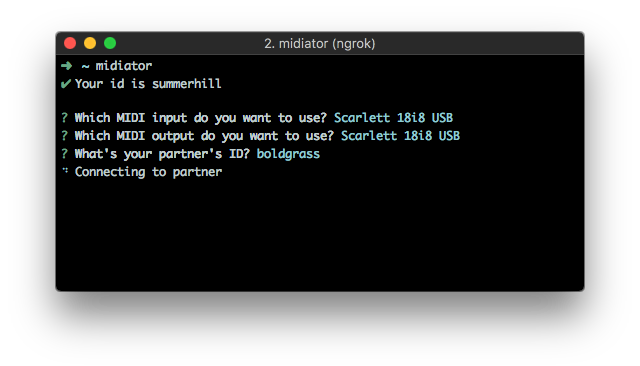 2. midiator (ngrok)
➜ ~ midiator
✔ Your id is summerhill
? Which MIDI input do you want to use? Scarlett 18i8 USB
? Which MIDI output do you want to use? Scarlett 18i8 USB
? What's your partner's ID? boldgrass
⠙ Connecting to partner